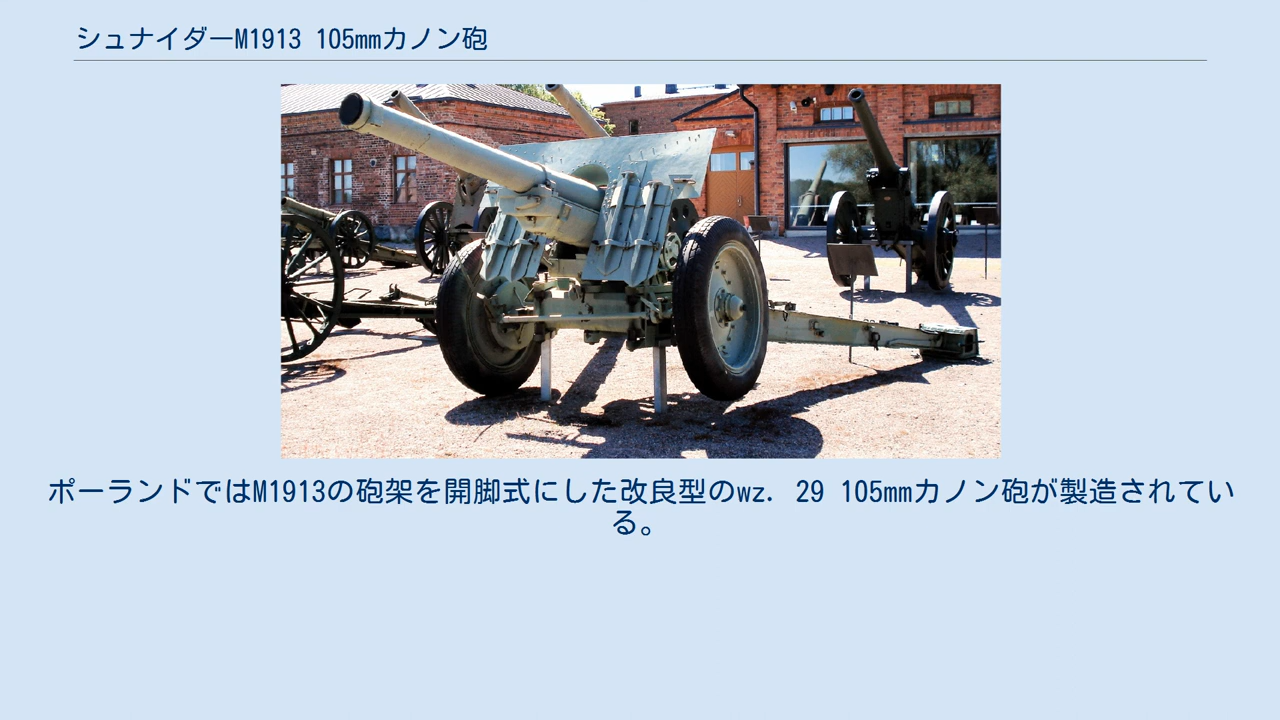 シュナイダーM1913 105mmカノン砲
ポーランドではM1913の砲架を開脚式にした改良型のwz. 29 105mmカノン砲が製造されてい
る。